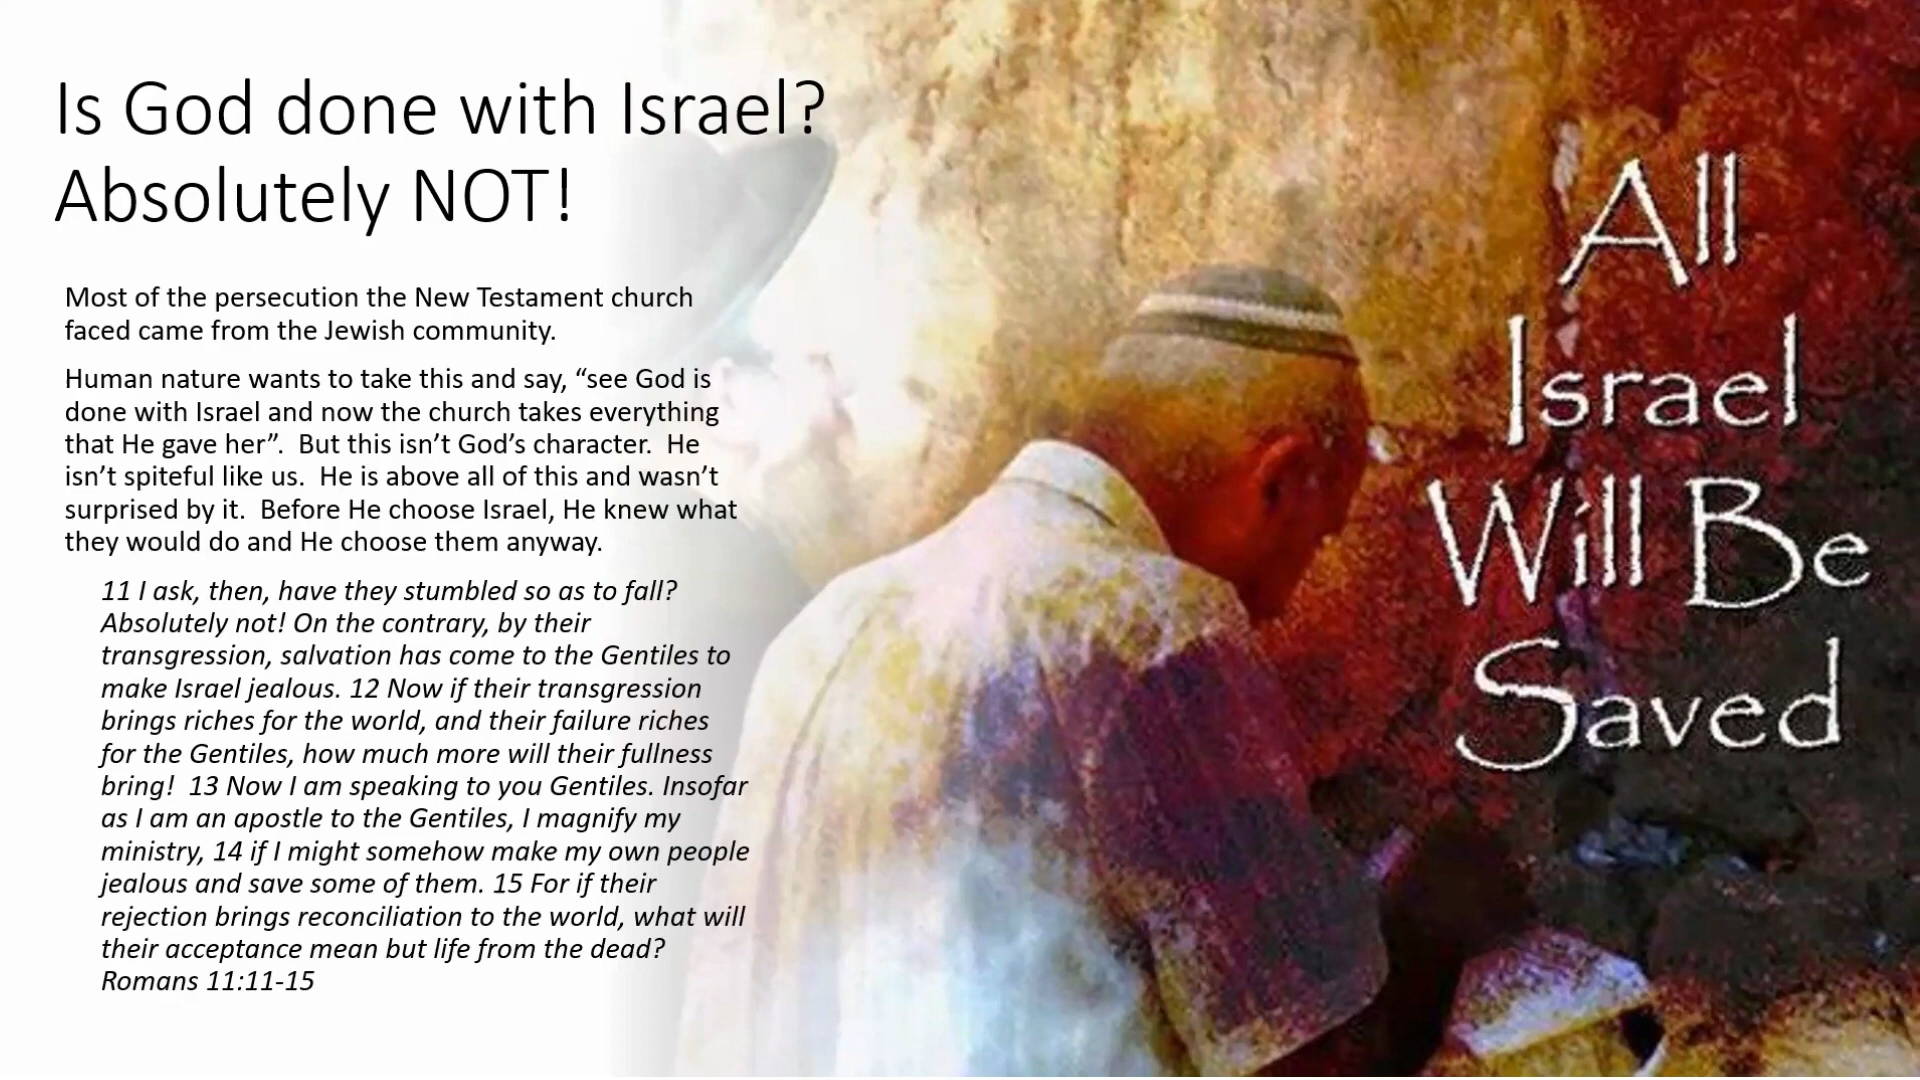 Is God done with Israel?
Absolutely NOT!
Most of the persecution the New Testament church
faced came from the Jewish community.
Human nature wants to take this and say, “see God is
done with Israel and now the church takes everything
that He gave her”.  But this isn’t God’s character.  He
isn’t spiteful like us.  He is above all of this and wasn’t
surprised by it.  Before He choose Israel, He knew what
they would do and He choose them anyway.
11 I ask, then, have they stumbled so as to fall?
Absolutely not! On the contrary, by their
transgression, salvation has come to the Gentiles to
make Israel jealous. 12 Now if their transgression
brings riches for the world, and their failure riches
for the Gentiles, how much more will their fullness
bring!  13 Now I am speaking to you Gentiles. Insofar
as I am an apostle to the Gentiles, I magnify my
ministry, 14 if I might somehow make my own people
jealous and save some of them. 15 For if their
rejection brings reconciliation to the world, what will
their acceptance mean but life from the dead?
Romans 11:11-15
All
Israel
Will Be
Saved